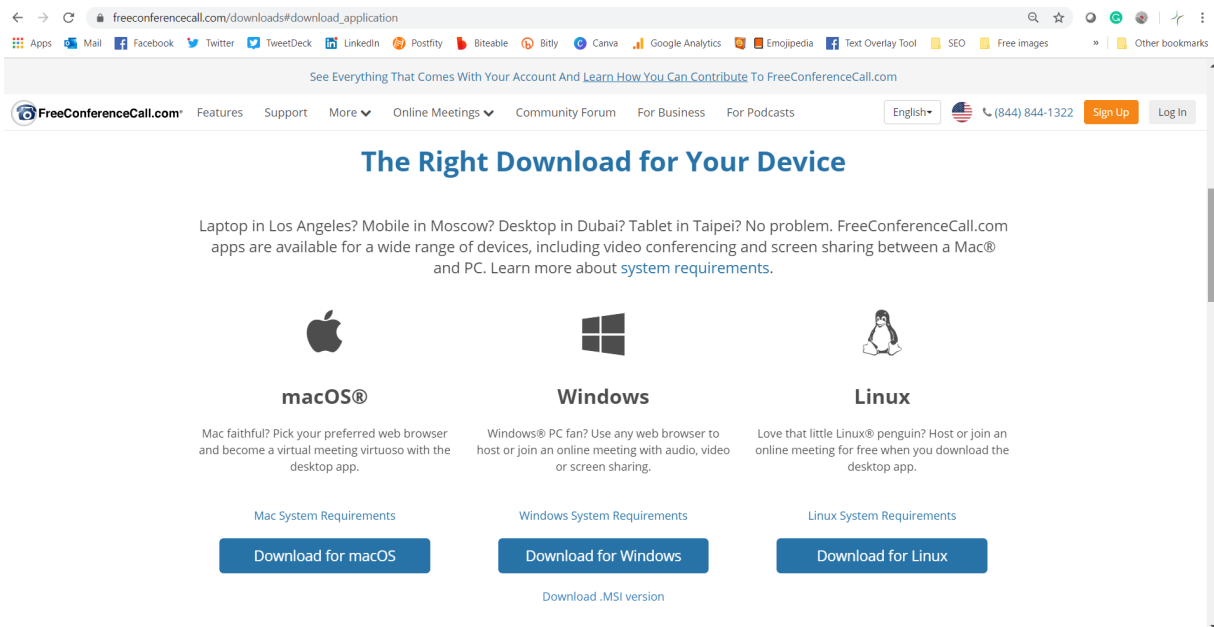 freeconferencecall.com/downloads#download_application
Apps Mail Facebook Twitter TweetDeck LinkedIn Postfity Biteable Bitly Canva Google Analytics Emojipedia Text Overlay Tool SEO Free images » Other bookmarks
See Everything That Comes With Your Account And Learn How You Can Contribute To FreeConferenceCall.com
FreeConferenceCall.com® Features Support More Online Meetings Community Forum For Business For Podcasts English (844) 844-1322 Sign Up Log In
The Right Download for Your Device
Laptop in Los Angeles? Mobile in Moscow? Desktop in Dubai? Tablet in Taipei? No problem. FreeConferenceCall.com
apps are available for a wide range of devices, including video conferencing and screen sharing between a Mac®
and PC. Learn more about system requirements.
macOS®
Mac faithful? Pick your preferred web browser
and become a virtual meeting virtuoso with the
desktop app.
Mac System Requirements
Download for macOS
Windows
Windows® PC fan? Use any web browser to
host or join an online meeting with audio, video
or screen sharing.
Windows System Requirements
Download for Windows
Download .MSI version
Linux
Love that little Linux® penguin? Host or join an
online meeting for free when you download the
desktop app.
Linux System Requirements
Download for Linux